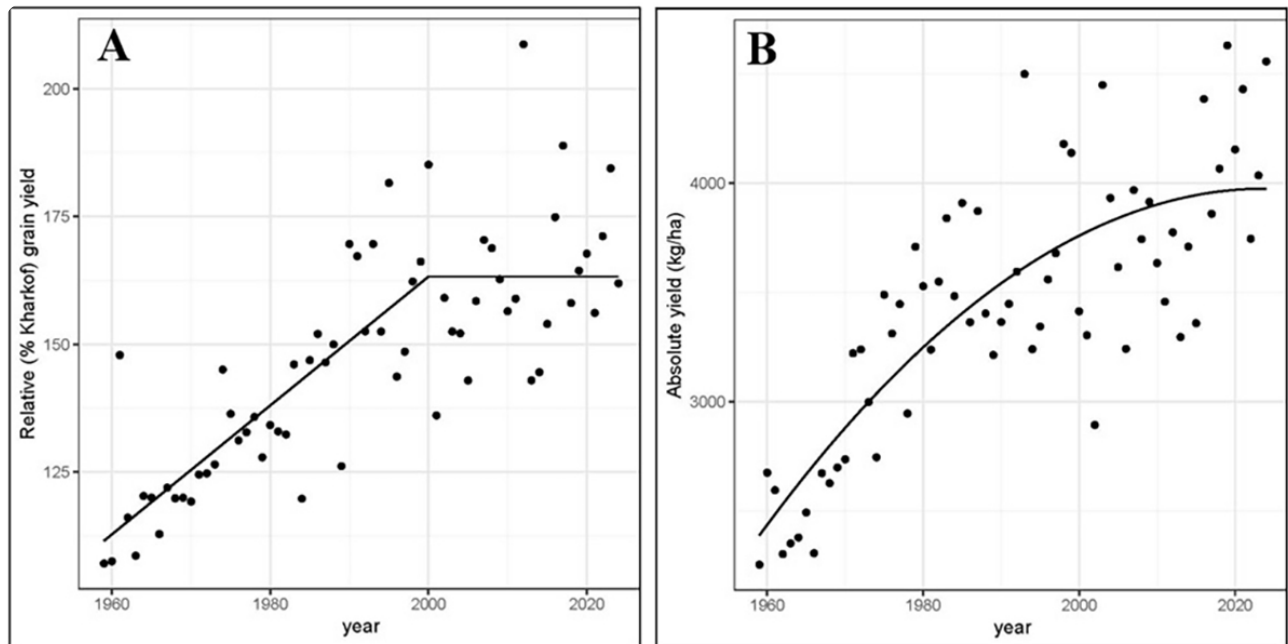 A
Relative (% Kharkof) grain yield
200
175
150
125
1960
1980
2000
2020
year
B
Absolute yield (kg/ha)
4000
3000
1960
1980
2000
2020
year